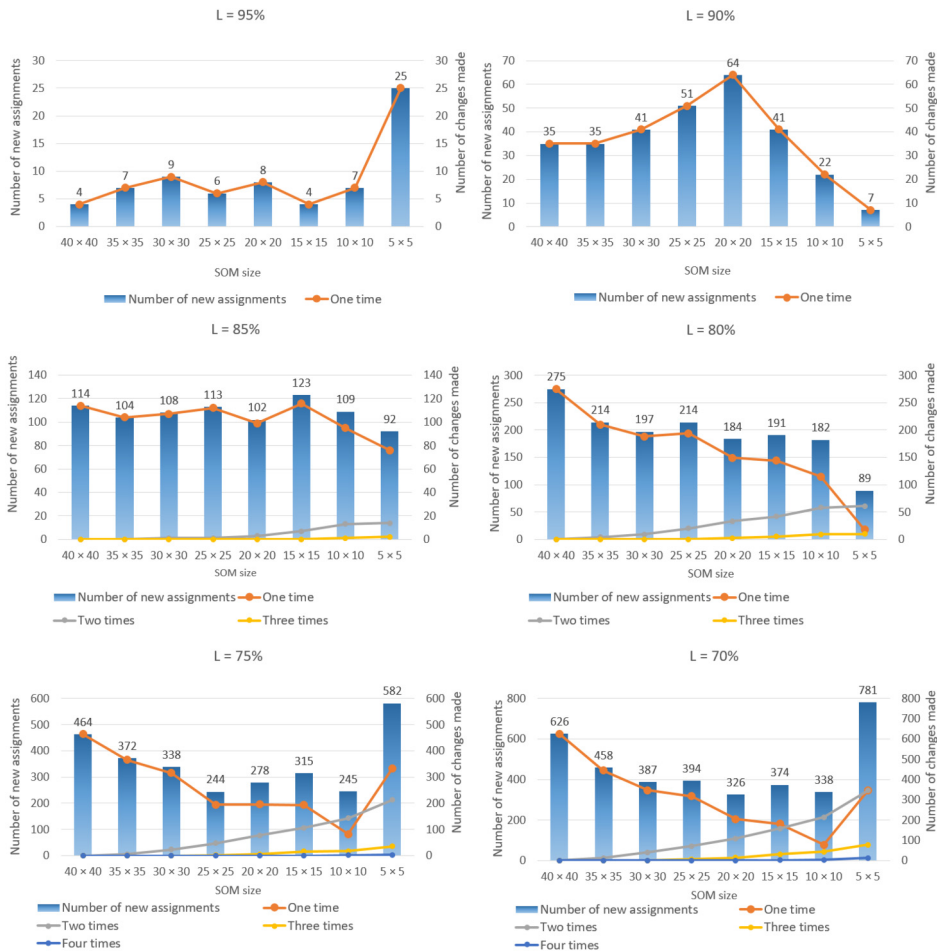 L = 95%
Number of new assignments
30
25
20
15
10
5
0
4 7 9 6 8 4 7 25
30
25
20
15
10
5
0
Number of changes made
40 × 40 35 × 35 30 × 30 25 × 25 20 × 20 15 × 15 10 × 10 5 × 5
SOM size
Number of new assignments One time
L = 90%
Number of new assignments
70
60
50
40
30
20
10
0
35 35 41 51 64 41 22 7
70
60
50
40
30
20
10
0
Number of changes made
40 × 40 35 × 35 30 × 30 25 × 25 20 × 20 15 × 15 10 × 10 5 × 5
SOM size
Number of new assignments One time
L = 85%
Number of new assignments
140
120
100
80
60
40
20
0
114 104 108 113 102 123 109 92
140
120
100
80
60
40
20
0
Number of changes made
40 × 40 35 × 35 30 × 30 25 × 25 20 × 20 15 × 15 10 × 10 5 × 5
SOM size
Number of new assignments One time
Two times Three times
L = 80%
Number of new assignments
300
250
200
150
100
50
0
275 214 197 214 184 191 182 89
300
250
200
150
100
50
0
Number of changes made
40 × 40 35 × 35 30 × 30 25 × 25 20 × 20 15 × 15 10 × 10 5 × 5
SOM size
Number of new assignments One time
Two times Three times
L = 75%
Number of new assignments
600
500
400
300
200
100
0
464 372 338 244 278 315 245 582
600
500
400
300
200
100
0
Number of changes made
40 × 40 35 × 35 30 × 30 25 × 25 20 × 20 15 × 15 10 × 10 5 × 5
SOM size
Number of new assignments One time
Two times Three times
Four times
L = 70%
Number of new assignments
800
600
400
200
0
626 458 387 394 326 374 338 781
800
700
600
500
400
300
200
100
0
Number of changes made
40 × 40 35 × 35 30 × 30 25 × 25 20 × 20 15 × 15 10 × 10 5 × 5
SOM size
Number of new assignments One time
Two times Three times
Four times